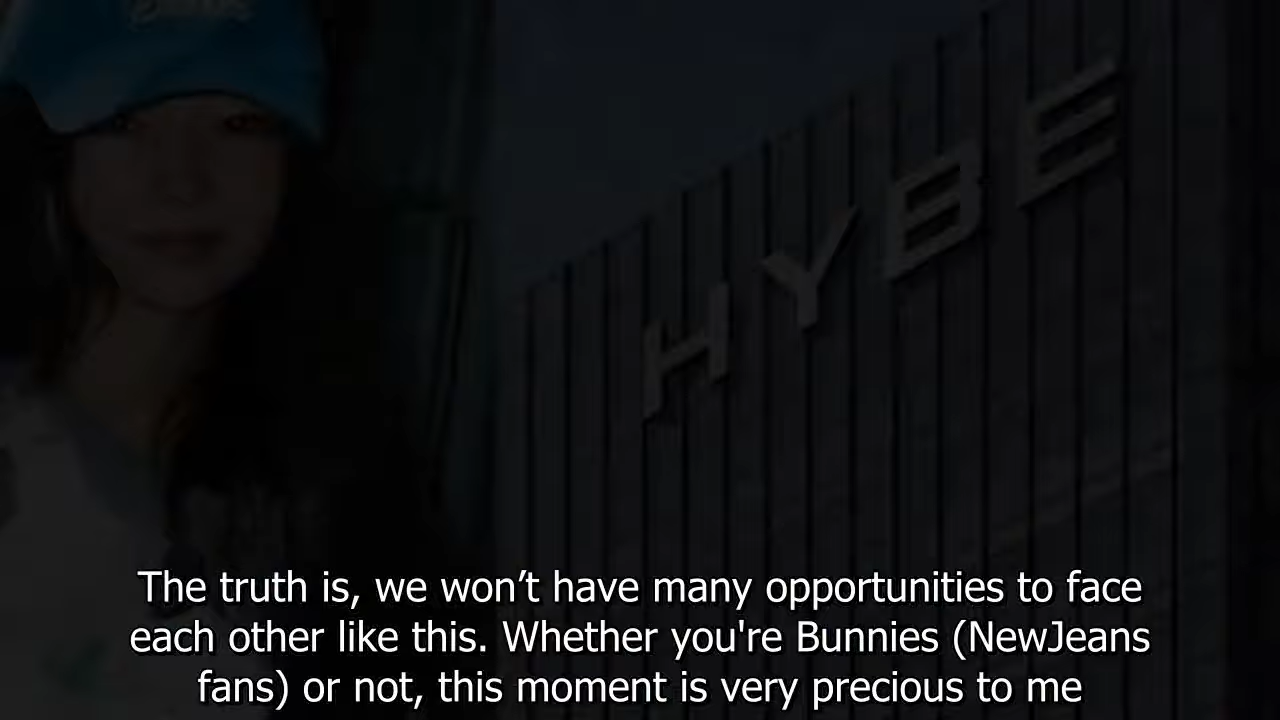 HYBE
The truth is, we won’t have many opportunities to face
each other like this. Whether you're Bunnies (NewJeans
fans) or not, this moment is very precious to me